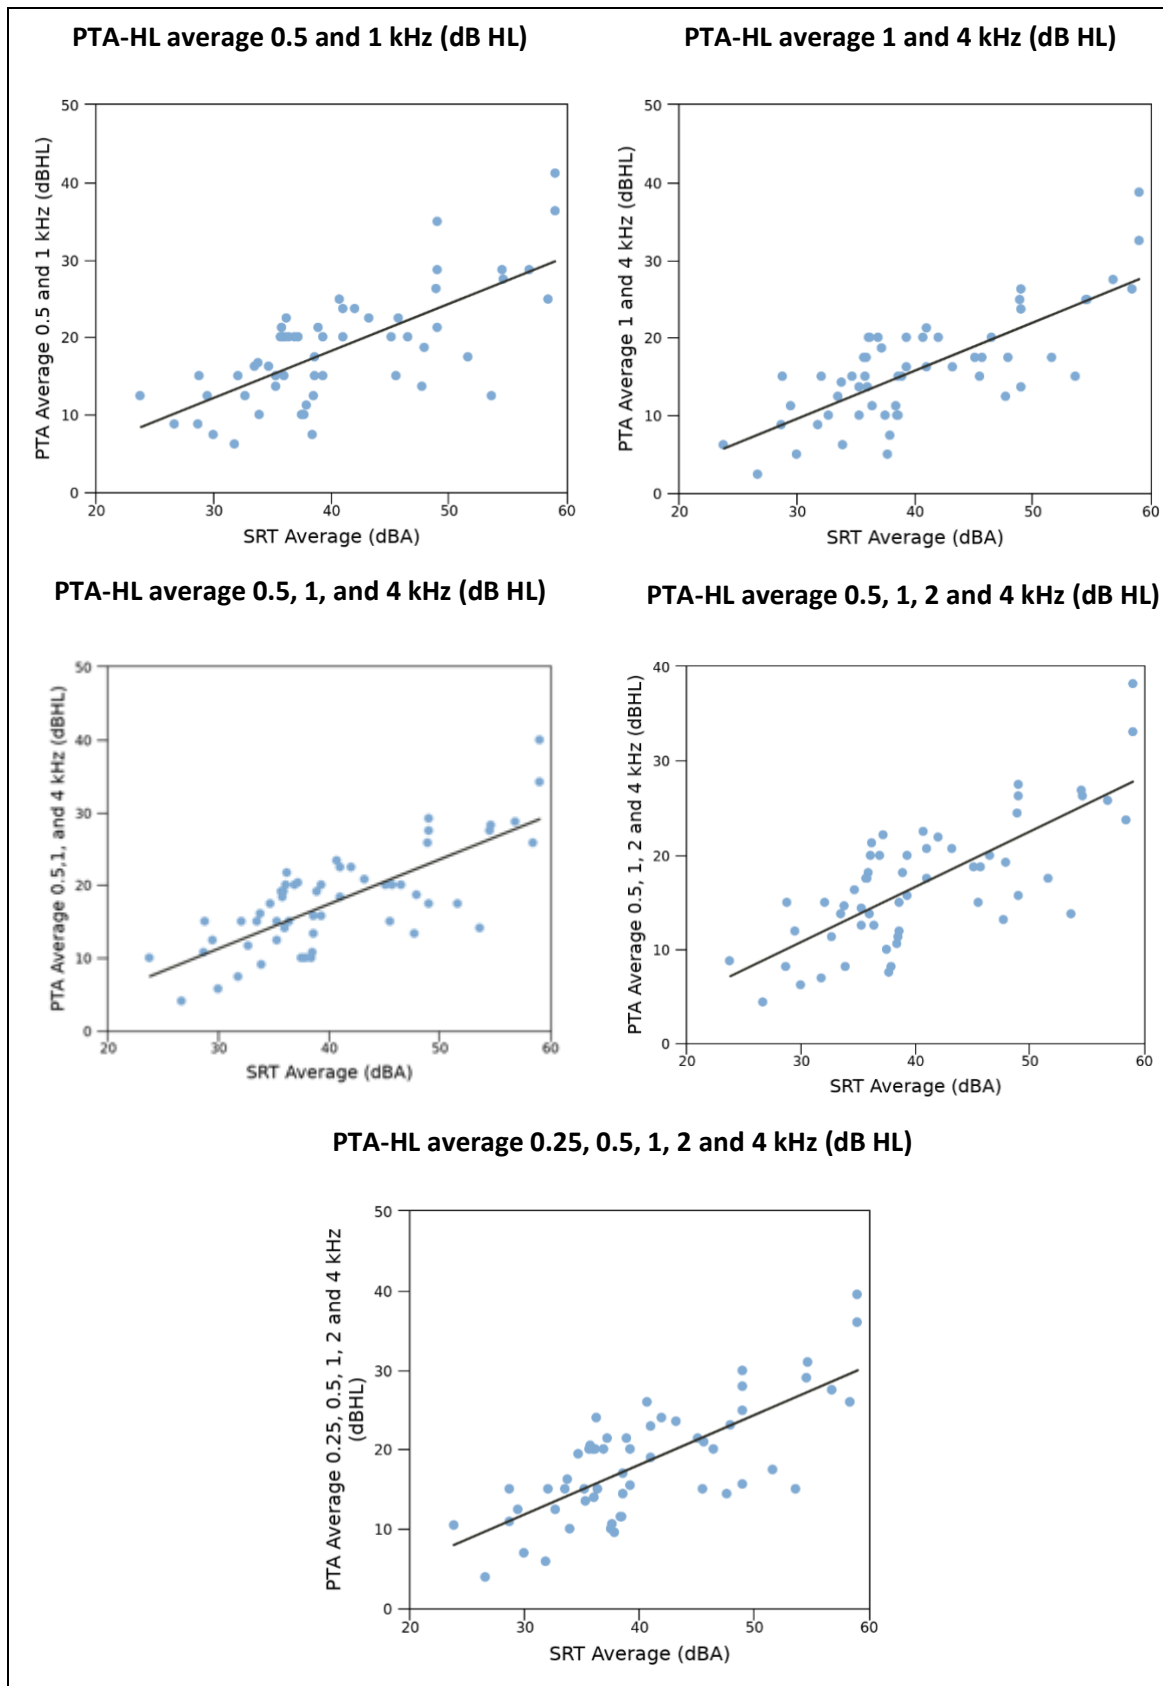 PTA-HL average 0.5 and 1 kHz (dB HL)
PTA Average 0.5 and 1 kHz (dBHL)
50
40
30
20
10
0
20 30 40 50 60
SRT Average (dBA)
PTA-HL average 1 and 4 kHz (dB HL)
PTA Average 1 and 4 kHz (dBHL)
50
40
30
20
10
0
20 30 40 50 60
SRT Average (dBA)
PTA-HL average 0.5, 1, and 4 kHz (dB HL)
PTA Average 0.5,1, and 4 kHz (dBHL)
50
40
30
20
10
0
20 30 40 50 60
SRT Average (dBA)
PTA-HL average 0.5, 1, 2 and 4 kHz (dB HL)
PTA Average 0.5, 1, 2 and 4 kHz (dBHL)
40
30
20
10
0
20 30 40 50 60
SRT Average (dBA)
PTA-HL average 0.25, 0.5, 1, 2 and 4 kHz (dB HL)
PTA Average 0.25, 0.5, 1, 2 and 4 kHz
(dBHL)
50
40
30
20
10
0
20 30 40 50 60
SRT Average (dBA)